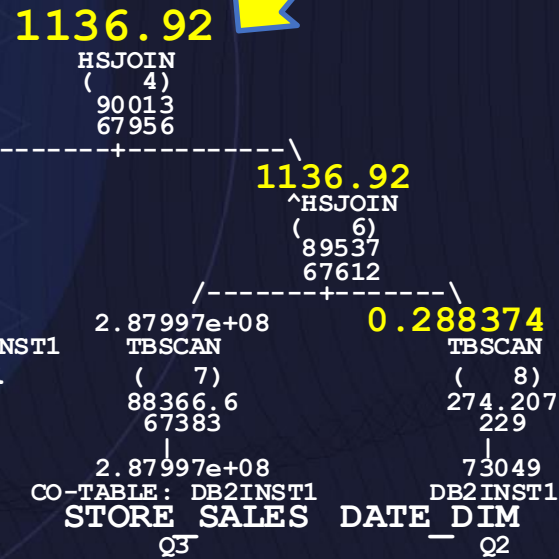 1136.92
HSJOIN
( 4)
90013
67956
-------+----------\
1136.92
^HSJOIN
( 6)
89537
67612
/-------+-------\
2.87997e+08 0.288374
NST1 TBSCAN TBSCAN
( 7) ( 8)
88366.6 274.207
67383 229
| |
2.87997e+08 73049
CO-TABLE: DB2INST1 DB2INST1
STORE_SALES DATE_DIM
Q3 Q2